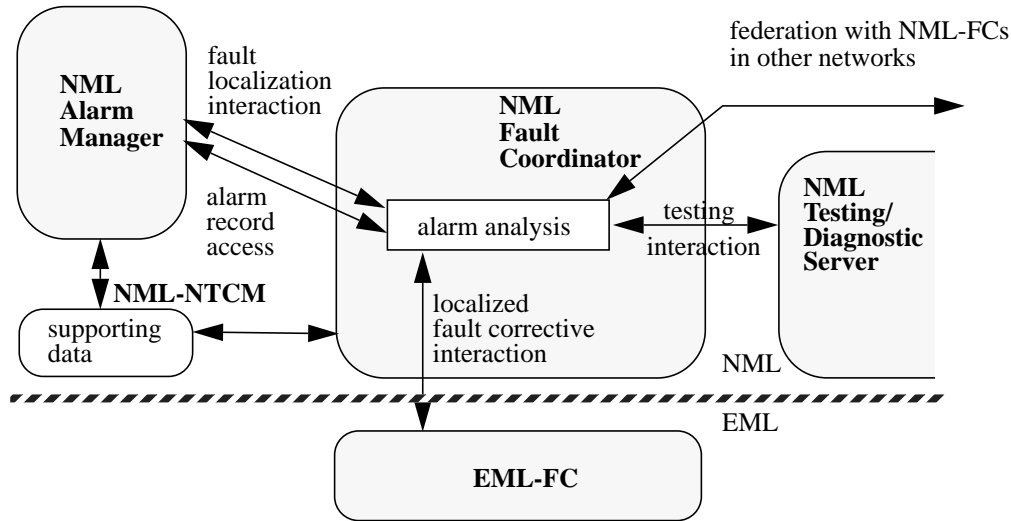 federation with NML-FCs
in other networks
fault
localization
interaction
NML
Alarm
Manager
NML
Fault
Coordinator
NML
Testing/
Diagnostic
Server
alarm
record
access
alarm analysis
testing
interaction
NML-NTCM
supporting
data
localized
fault corrective
interaction
NML
EML
EML-FC